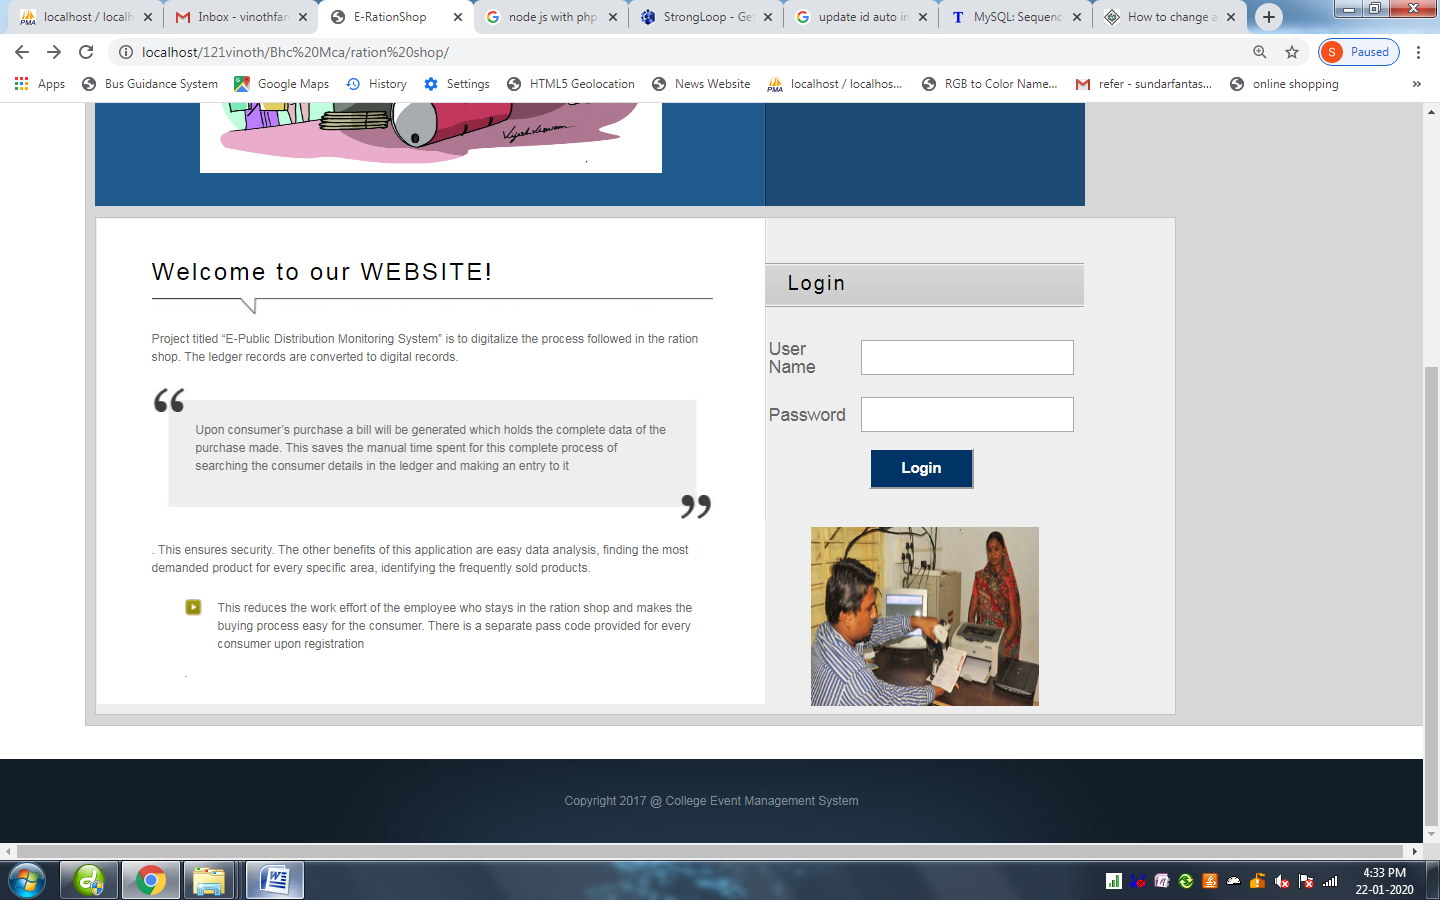 localhost / localh
Inbox - vinothfan
E-RationShop
node js with php
StrongLoop - Get
update id auto in
MySQL: Sequenc
How to change a
localhost/121vinoth/Bhc%20Mca/ration%20shop/
S Paused
Apps
Bus Guidance System
Google Maps
History
Settings
HTML5 Geolocation
News Website
localhost / localhos...
RGB to Color Name...
refer - sundarfantas...
online shopping
»
Welcome to our WEBSITE!
Project titled “E-Public Distribution Monitoring System” is to digitalize the process followed in the ration
shop. The ledger records are converted to digital records.
“
Upon consumer’s purchase a bill will be generated which holds the complete data of the
purchase made. This saves the manual time spent for this complete process of
searching the consumer details in the ledger and making an entry to it
”
. This ensures security. The other benefits of this application are easy data analysis, finding the most
demanded product for every specific area, identifying the frequently sold products.
This reduces the work effort of the employee who stays in the ration shop and makes the
buying process easy for the consumer. There is a separate pass code provided for every
consumer upon registration
.
Login
User
Name
Password
Login
Copyright 2017 @ College Event Management System
4:33 PM
22-01-2020